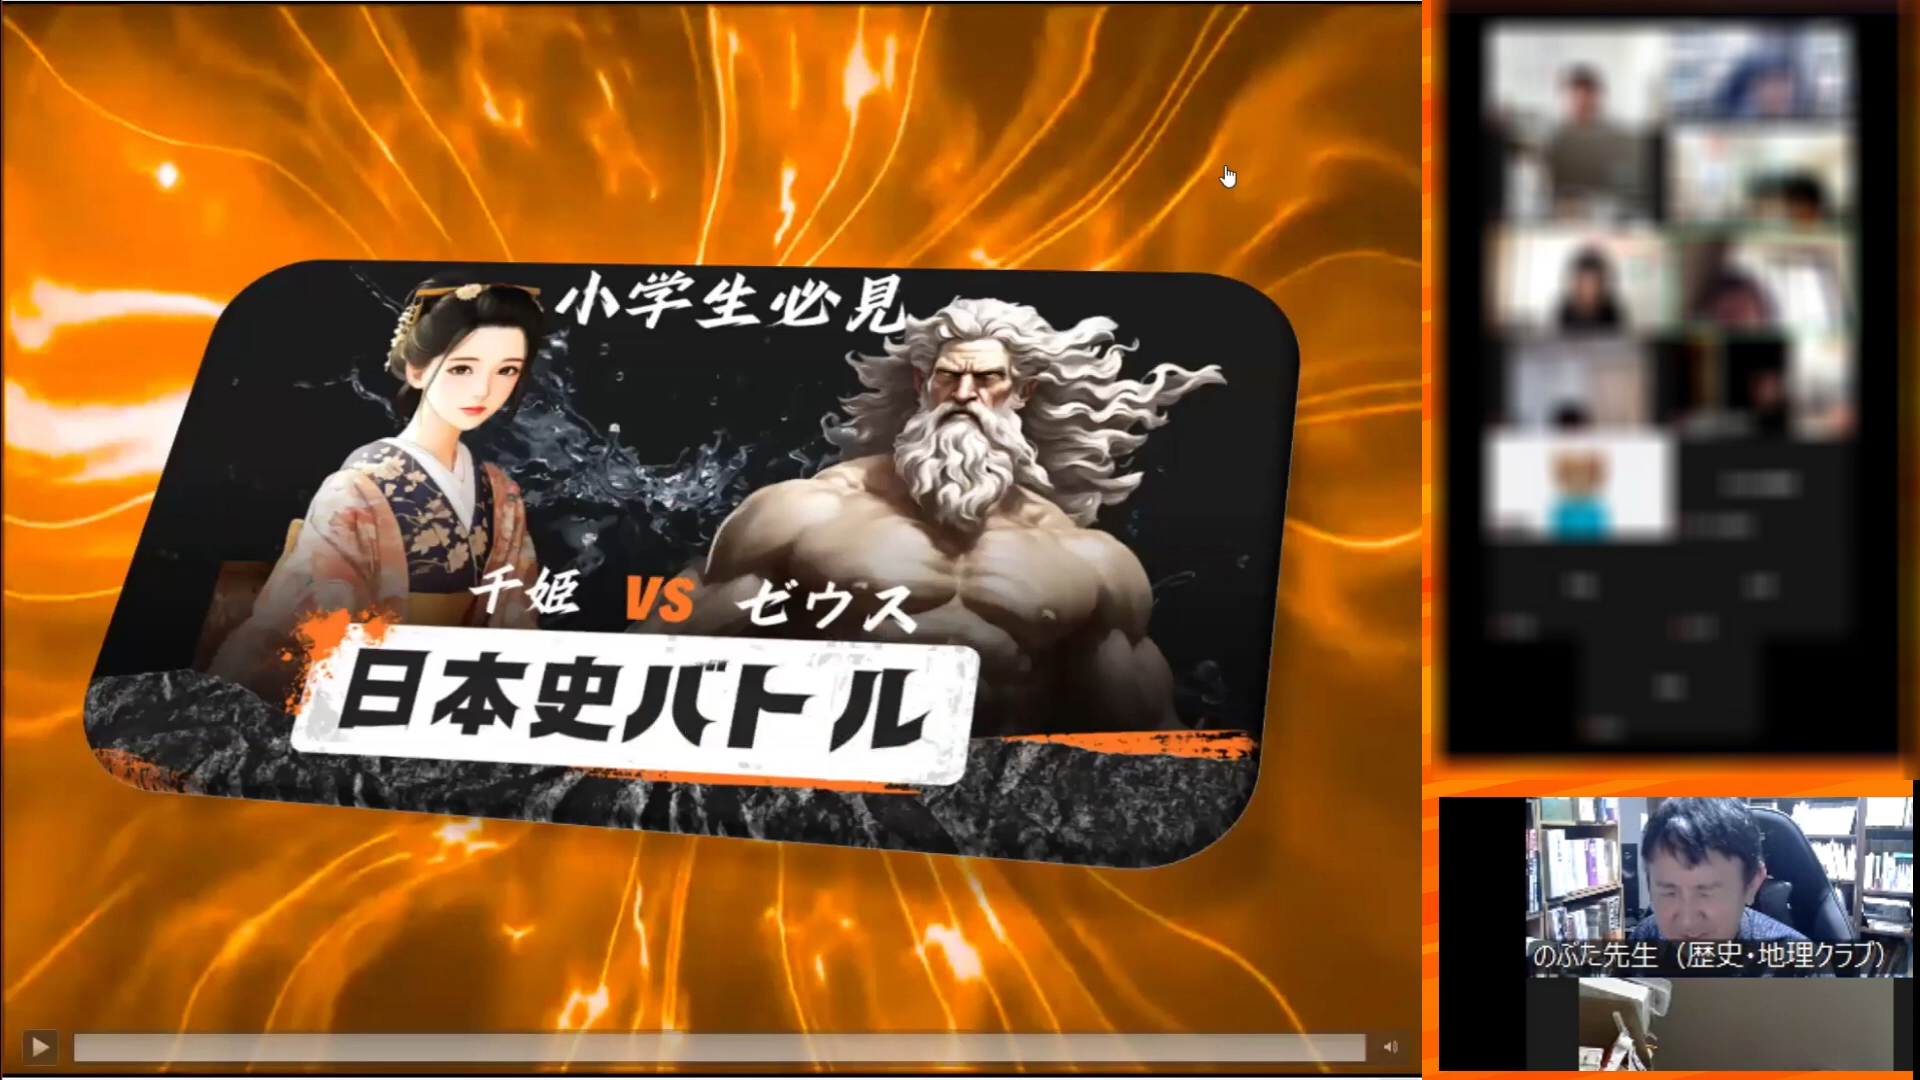 小学生必見
千姫 VS ゼウス
日本史バトル
のぶた先生（歴史・地理クラブ）